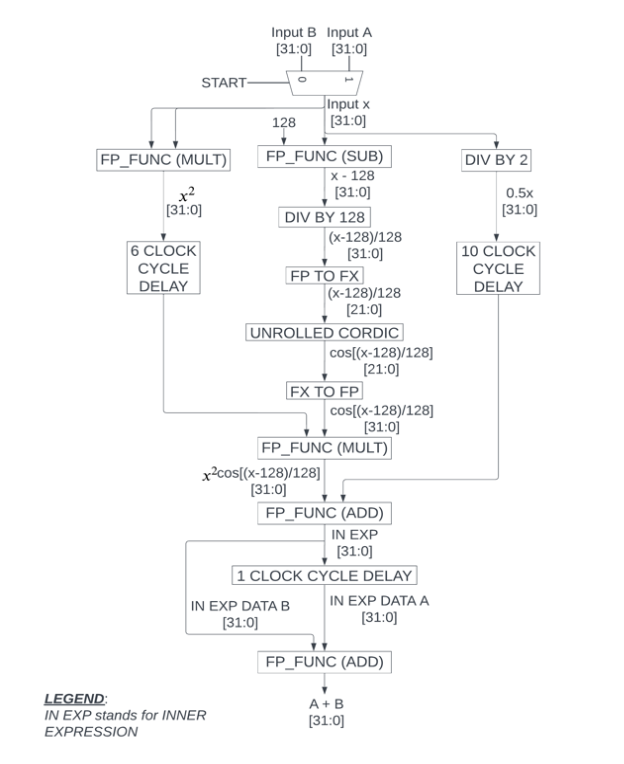 Input B Input A
[31:0] [31:0]
START
0 1
Input x
[31:0]
128
FP_FUNC (MULT)
FP_FUNC (SUB)
DIV BY 2
x²
[31:0]
x - 128
[31:0]
0.5x
[31:0]
DIV BY 128
(x-128)/128
[31:0]
6 CLOCK
CYCLE
DELAY
10 CLOCK
CYCLE
DELAY
FP TO FX
(x-128)/128
[21:0]
UNROLLED CORDIC
cos[(x-128)/128]
[21:0]
FX TO FP
cos[(x-128)/128]
[31:0]
FP_FUNC (MULT)
x²cos[(x-128)/128]
[31:0]
FP_FUNC (ADD)
IN EXP
[31:0]
1 CLOCK CYCLE DELAY
IN EXP DATA B
[31:0]
IN EXP DATA A
[31:0]
FP_FUNC (ADD)
A + B
[31:0]
LEGEND:
IN EXP stands for INNER
EXPRESSION